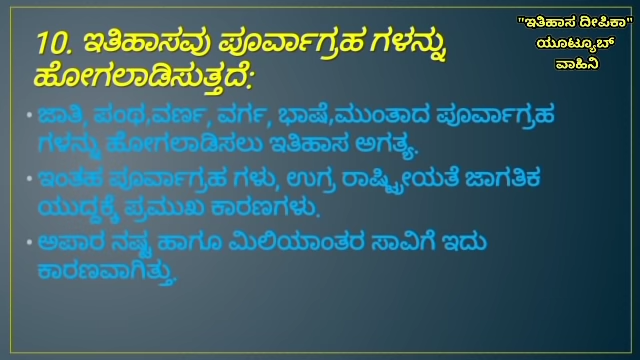 "ಇತಿಹಾಸ ದೀಪಿಕಾ"
ಯೂಟ್ಯೂಬ್
ವಾಹಿನಿ
10. ಇತಿಹಾಸವು ಪೂರ್ವಾಗ್ರಹ ಗಳನ್ನು
ಹೋಗಲಾಡಿಸುತ್ತದೆ:
• ಜಾತಿ, ಪಂಥ,ವರ್ಣ, ವರ್ಗ, ಭಾಷೆ,ಮುಂತಾದ ಪೂರ್ವಾಗ್ರಹ
ಗಳನ್ನು ಹೋಗಲಾಡಿಸಲು ಇತಿಹಾಸ ಅಗತ್ಯ.
• ಇಂತಹ ಪೂರ್ವಾಗ್ರಹ ಗಳು, ಉಗ್ರ ರಾಷ್ಟ್ರೀಯತೆ ಜಾಗತಿಕ
ಯುದ್ದಕ್ಕೆ ಪ್ರಮುಖ ಕಾರಣಗಳು.
• ಅಪಾರ ನಷ್ಟ ಹಾಗೂ ಮಿಲಿಯಾಂತರ ಸಾವಿಗೆ ಇದು
ಕಾರಣವಾಗಿತ್ತು.